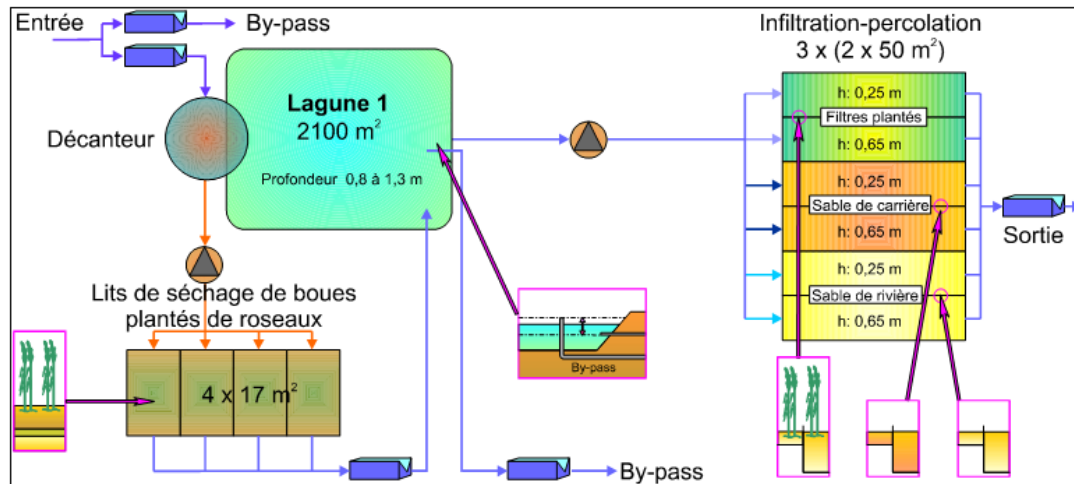 Entrée
By-pass
Infiltration-percolation
3 x (2 x 50 m²)
Décanteur
Lagune 1
2100 m²
Profondeur 0,8 à 1,3 m
h: 0,25 m
Filtres plantés
h: 0,65 m
h: 0,25 m
Sable de carrière
h: 0,65 m
h: 0,25 m
Sable de rivière
h: 0,65 m
Sortie
Lits de séchage de boues
plantés de roseaux
4 x 17 m²
By-pass
By-pass